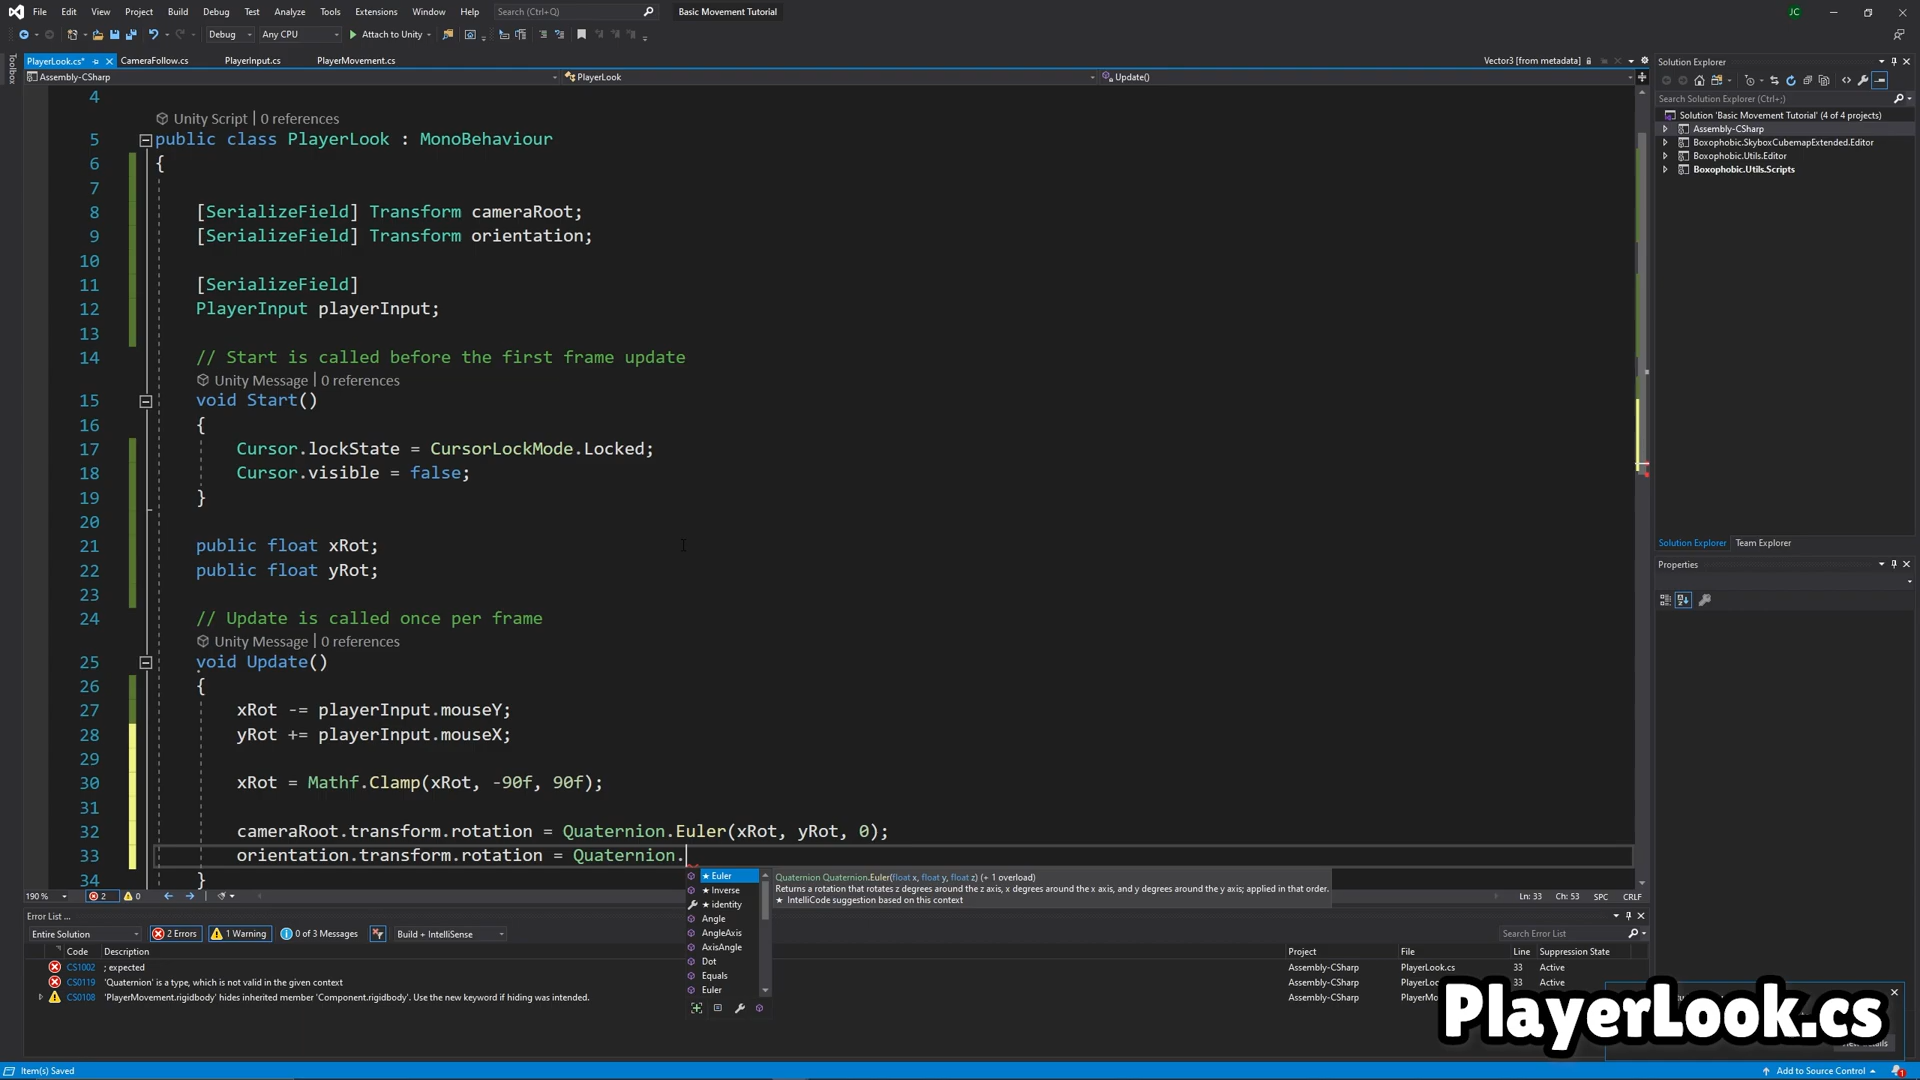 File Edit View Project Build Debug Test Analyze Tools Extensions Window Help Search (Ctrl+Q) Basic Movement Tutorial JC
Debug Any CPU Attach to Unity
Toolbox
PlayerLook.cs* CameraFollow.cs PlayerInput.cs PlayerMovement.cs Vector3 [from metadata]
Assembly-CSharp PlayerLook Update()
4
Unity Script | 0 references
5 public class PlayerLook : MonoBehaviour
6 {
7
8 [SerializeField] Transform cameraRoot;
9 [SerializeField] Transform orientation;
10
11 [SerializeField]
12 PlayerInput playerInput;
13
14 // Start is called before the first frame update
Unity Message | 0 references
15 void Start()
16 {
17 Cursor.lockState = CursorLockMode.Locked;
18 Cursor.visible = false;
19 }
20
21 public float xRot;
22 public float yRot;
23
24 // Update is called once per frame
Unity Message | 0 references
25 void Update()
26 {
27 xRot -= playerInput.mouseY;
28 yRot += playerInput.mouseX;
29
30 xRot = Mathf.Clamp(xRot, -90f, 90f);
31
32 cameraRoot.transform.rotation = Quaternion.Euler(xRot, yRot, 0);
33 orientation.transform.rotation = Quaternion.
34 }
★ Euler
★ Inverse
★ identity
Angle
AngleAxis
AxisAngle
Dot
Equals
Euler
Quaternion Quaternion.Euler(float x, float y, float z) (+ 1 overload)
Returns a rotation that rotates z degrees around the z axis, x degrees around the x axis, and y degrees around the y axis; applied in that order.
★ IntelliCode suggestion based on this context
190 % 2 0 Ln: 33 Ch: 53 SPC CRLF
Error List ...
Entire Solution 2 Errors 1 Warning 0 of 3 Messages Build + IntelliSense Search Error List
Code Description Project File Line Suppression State
CS1002 ; expected Assembly-CSharp PlayerLook.cs 33 Active
CS0119 'Quaternion' is a type, which is not valid in the given context Assembly-CSharp 33 Active
CS0108 'PlayerMovement.rigidbody' hides inherited member 'Component.rigidbody'. Use the new keyword if hiding was intended. Assembly-CSharp
Solution Explorer
Search Solution Explorer (Ctrl+;)
Solution 'Basic Movement Tutorial' (4 of 4 projects)
Assembly-CSharp
Boxophobic.SkyboxCubemapExtended.Editor
Boxophobic.Utils.Editor
Boxophobic.Utils.Scripts
Solution Explorer Team Explorer
Properties
PlayerLook.cs
Item(s) Saved Add to Source Control 1